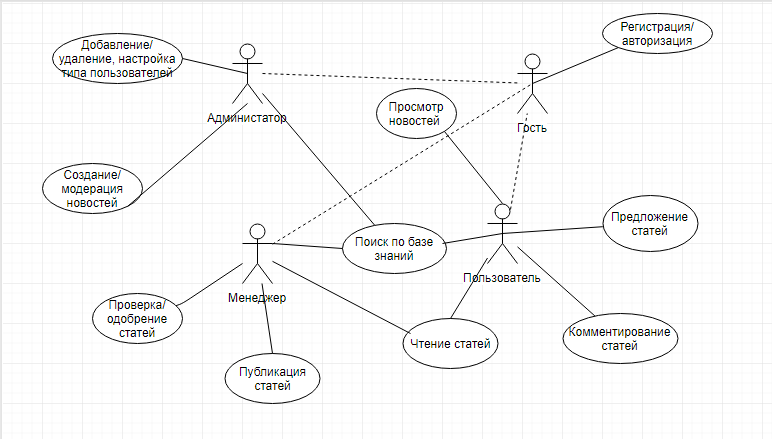 Добавление/
удаление, настройка
типа пользователей
Регистрация/
авторизация
Администатор
Просмотр
новостей
Гость
Создание/
модерация
новостей
Предложение
статей
Поиск по базе
знаний
Пользователь
Менеджер
Проверка/
одобрение
статей
Чтение статей
Комментирование
статей
Публикация
статей